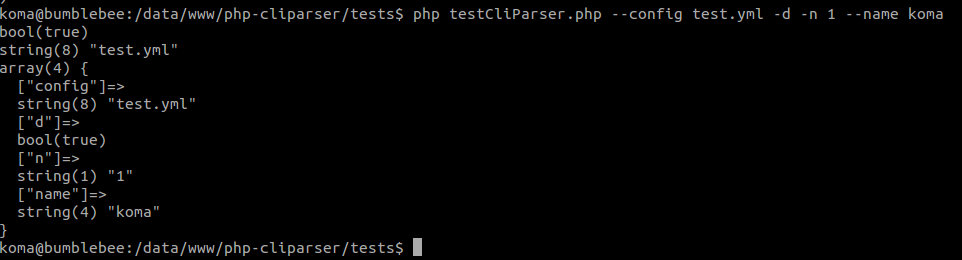 koma@bumblebee:/data/www/php-cliparser/tests$ php testCliParser.php --config test.yml -d -n 1 --name koma
bool(true)
string(8) "test.yml"
array(4) {
  ["config"]=>
  string(8) "test.yml"
  ["d"]=>
  bool(true)
  ["n"]=>
  string(1) "1"
  ["name"]=>
  string(4) "koma"
}
koma@bumblebee:/data/www/php-cliparser/tests$